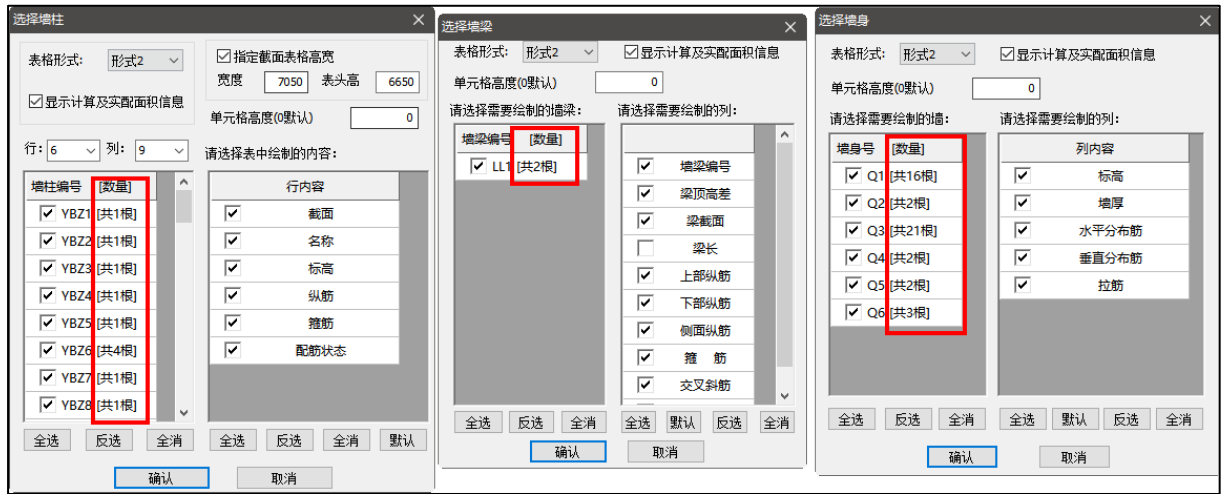 选择墙柱
表格形式: 形式2
显示计算及实配面积信息
指定截面表格高宽
宽度 7050 表头高 6650
单元格高度(0默认) 0
行: 6 列: 9
请选择表中绘制的内容:
墙柱编号 [数量]
YBZ1 [共1根]
YBZ2 [共1根]
YBZ3 [共1根]
YBZ4 [共1根]
YBZ5 [共1根]
YBZ6 [共4根]
YBZ7 [共1根]
YBZ8 [共1根]
行内容
截面
名称
标高
纵筋
箍筋
配筋状态
全选 反选 全消
全选 反选 全消 默认
确认 取消
选择墙梁
表格形式: 形式2
显示计算及实配面积信息
单元格高度(0默认) 0
请选择需要绘制的墙梁:
请选择需要绘制的列:
墙梁编号 [数量]
LL1 [共2根]
墙梁编号
梁顶高差
梁截面
梁长
上部纵筋
下部纵筋
侧面纵筋
箍 筋
交叉斜筋
全选 反选 全消
全选 默认 反选 全消
确认 取消
选择墙身
表格形式: 形式2
显示计算及实配面积信息
单元格高度(0默认) 0
请选择需要绘制的墙:
请选择需要绘制的列:
墙身号 [数量]
Q1 [共16根]
Q2 [共2根]
Q3 [共21根]
Q4 [共2根]
Q5 [共2根]
Q6 [共3根]
列内容
标高
墙厚
水平分布筋
垂直分布筋
拉筋
全选 反选 全消
全选 默认 反选 全消
确认 取消